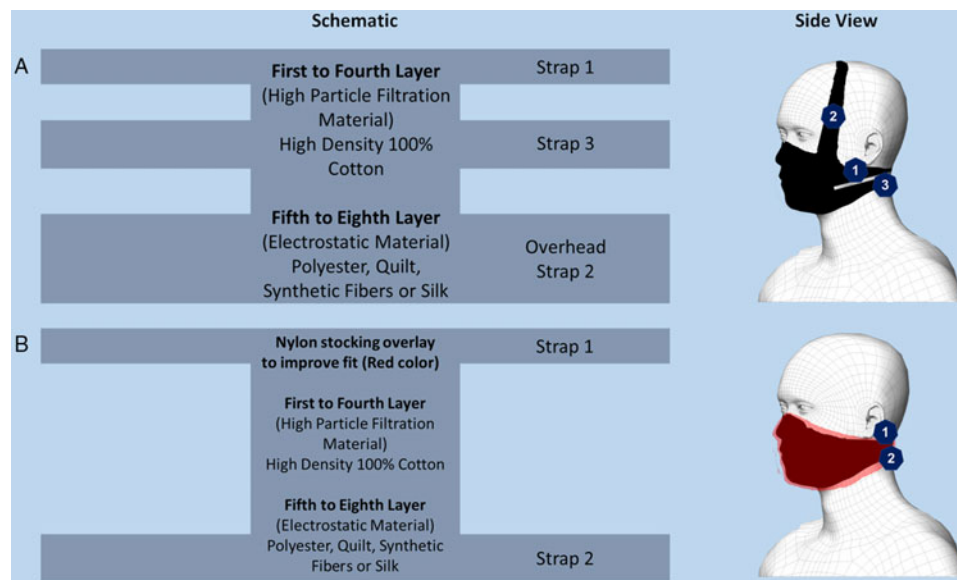 Schematic
Side View
A
First to Fourth Layer
(High Particle Filtration
Material)
High Density 100%
Cotton
Strap 1
Strap 3
Fifth to Eighth Layer
(Electrostatic Material)
Polyester, Quilt,
Synthetic Fibers or Silk
Overhead
Strap 2
2
1
3
B
Nylon stocking overlay
to improve fit (Red color)
Strap 1
First to Fourth Layer
(High Particle Filtration
Material)
High Density 100% Cotton
Fifth to Eighth Layer
(Electrostatic Material)
Polyester, Quilt, Synthetic
Fibers or Silk
Strap 2
1
2